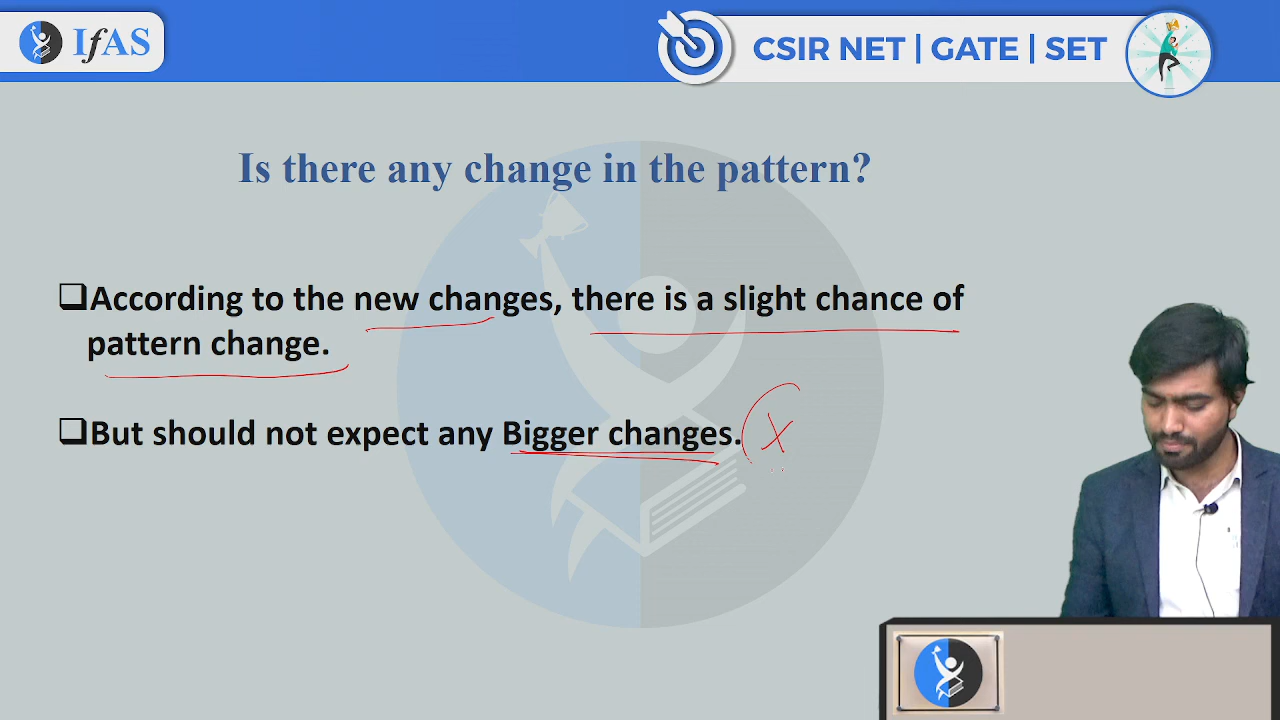 IfAS
CSIR NET | GATE | SET
Is there any change in the pattern?
❑According to the new changes, there is a slight chance of
pattern change.
❑But should not expect any Bigger changes. (X